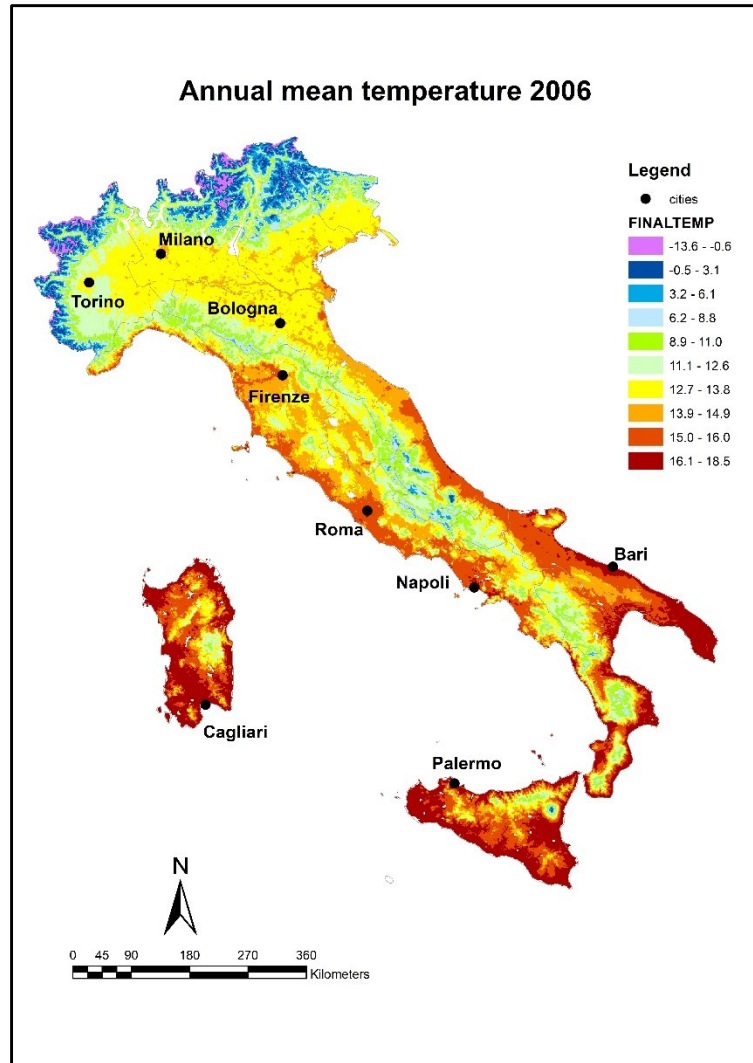 Annual mean temperature 2006
Legend
cities
FINALTEMP
-13.6 - -0.6
-0.5 - 3.1
3.2 - 6.1
6.2 - 8.8
8.9 - 11.0
11.1 - 12.6
12.7 - 13.8
13.9 - 14.9
15.0 - 16.0
16.1 - 18.5
Milano
Torino
Bologna
Firenze
Roma
Bari
Napoli
Cagliari
Palermo
N
0 45 90 180 270 360
Kilometers